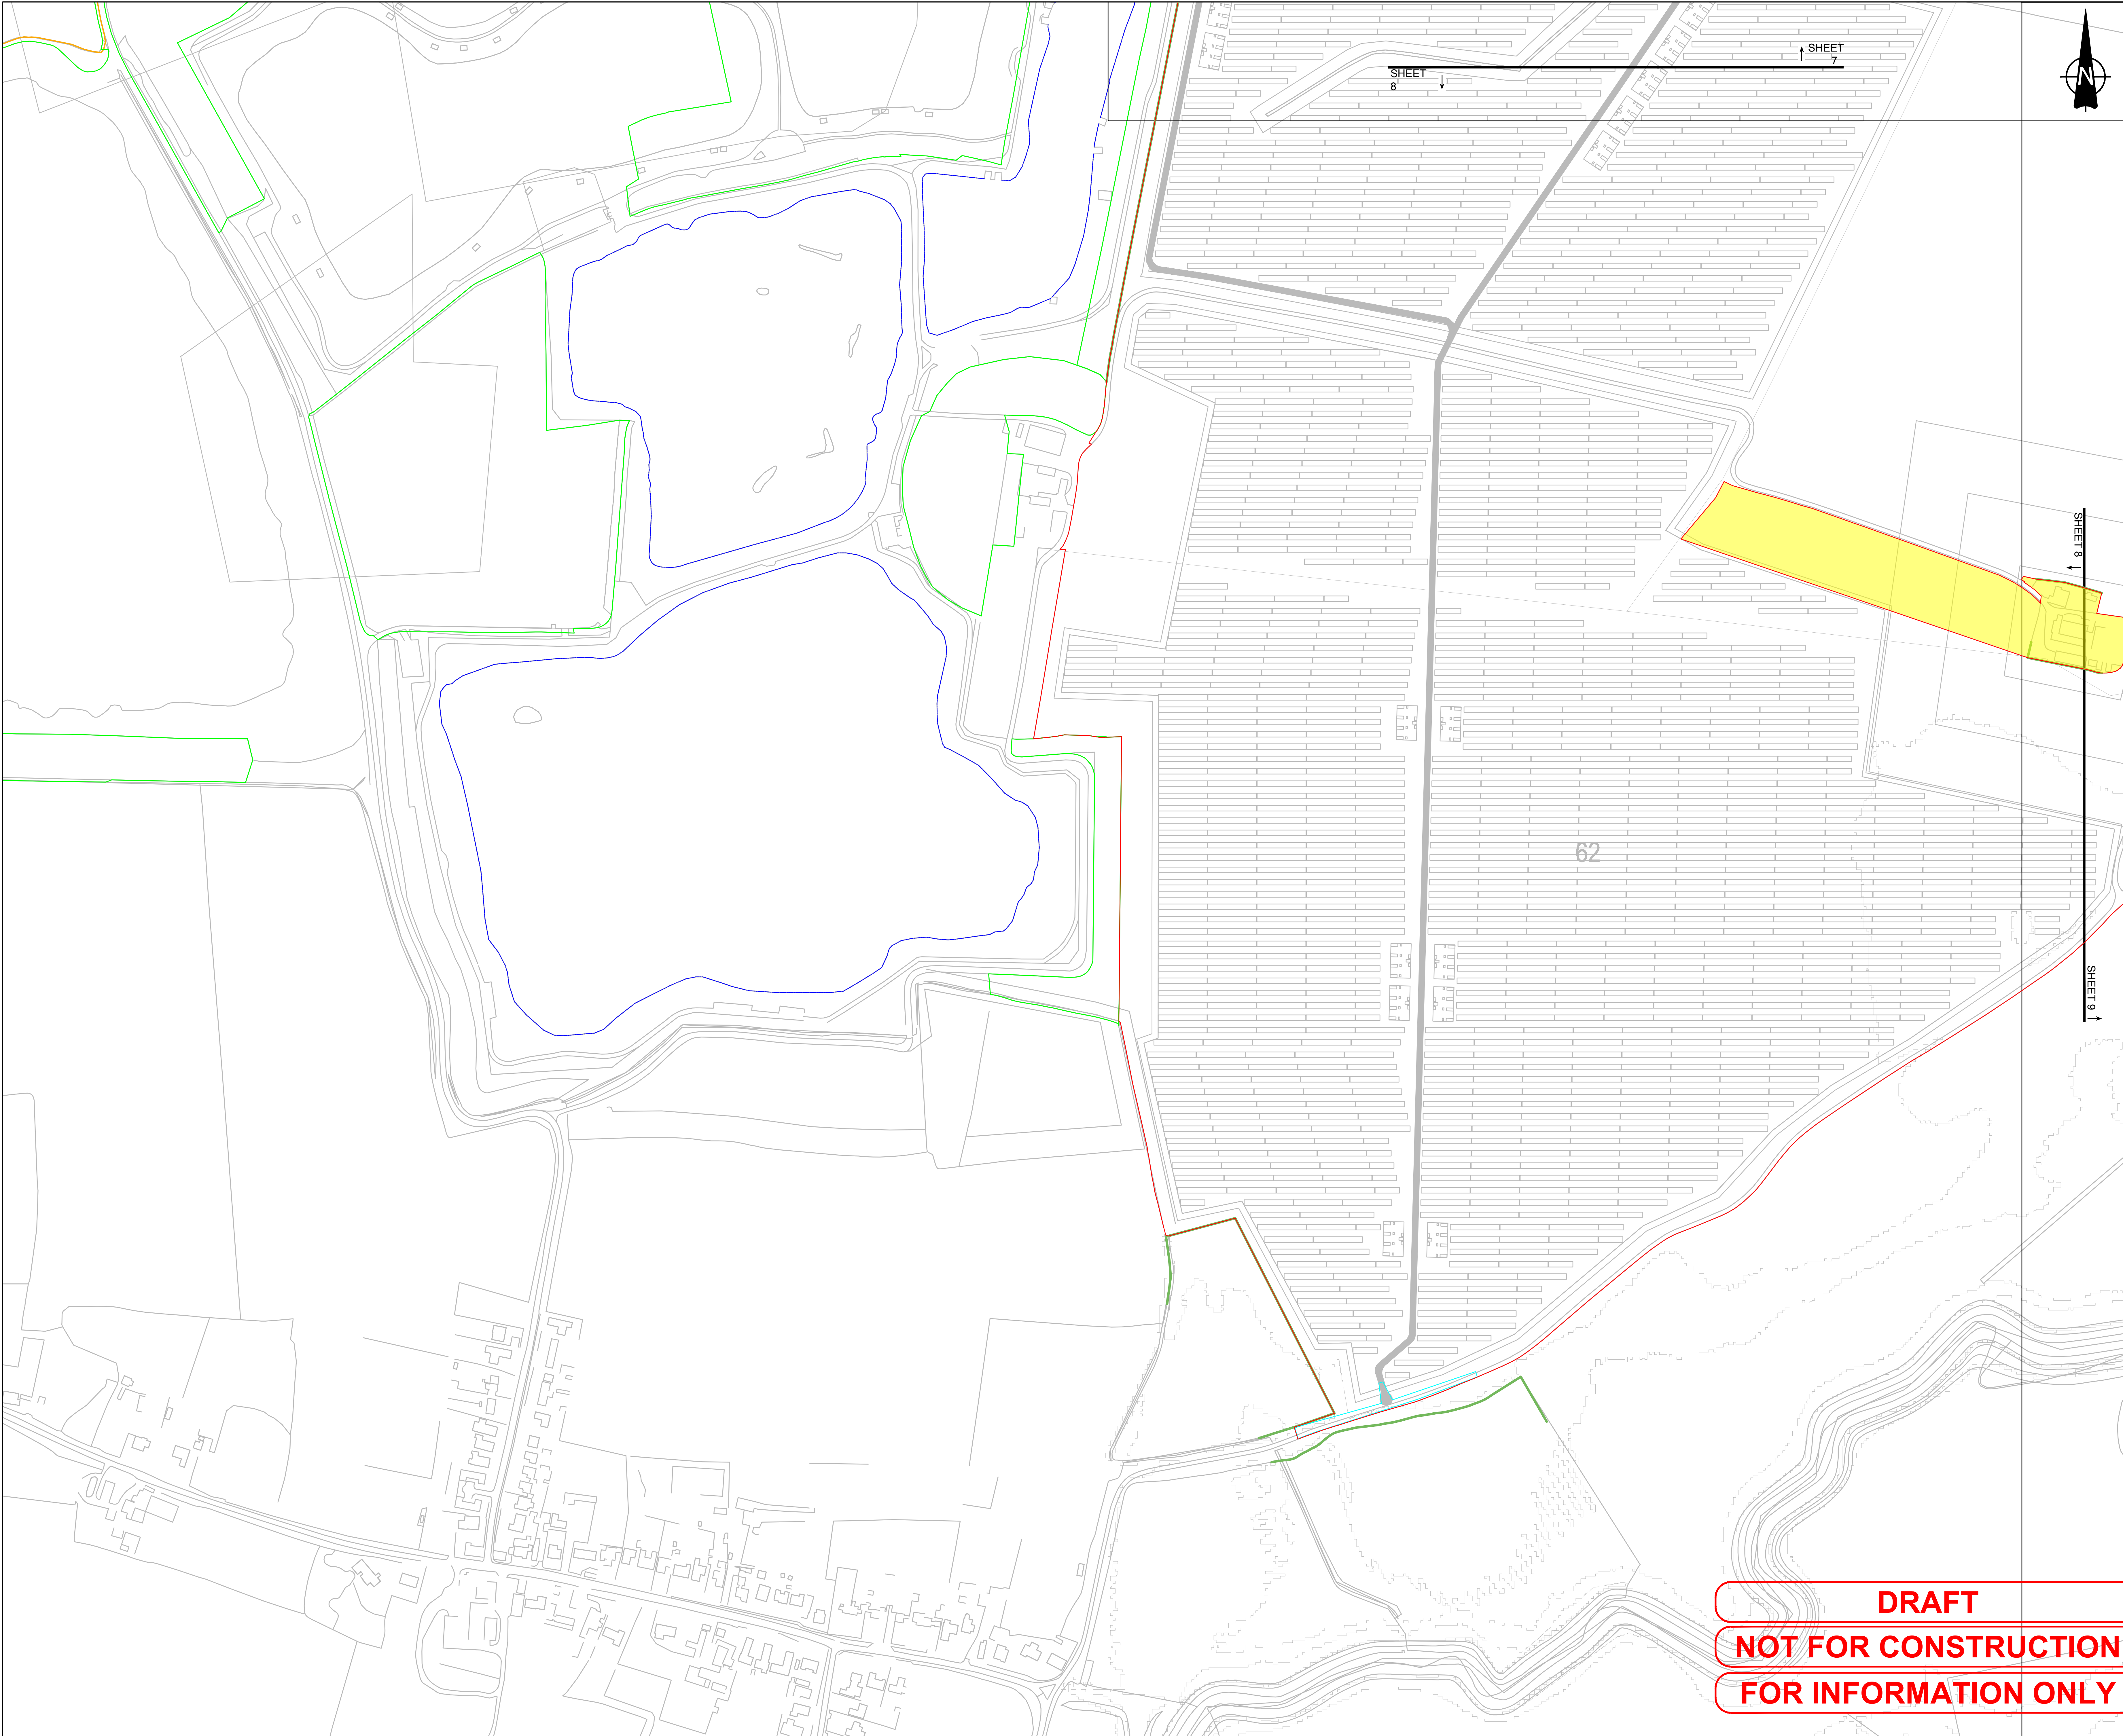 SHEET
7
SHEET
8
N
SHEET 8
62
SHEET 9
DRAFT
NOT FOR CONSTRUCTION
FOR INFORMATION ONLY